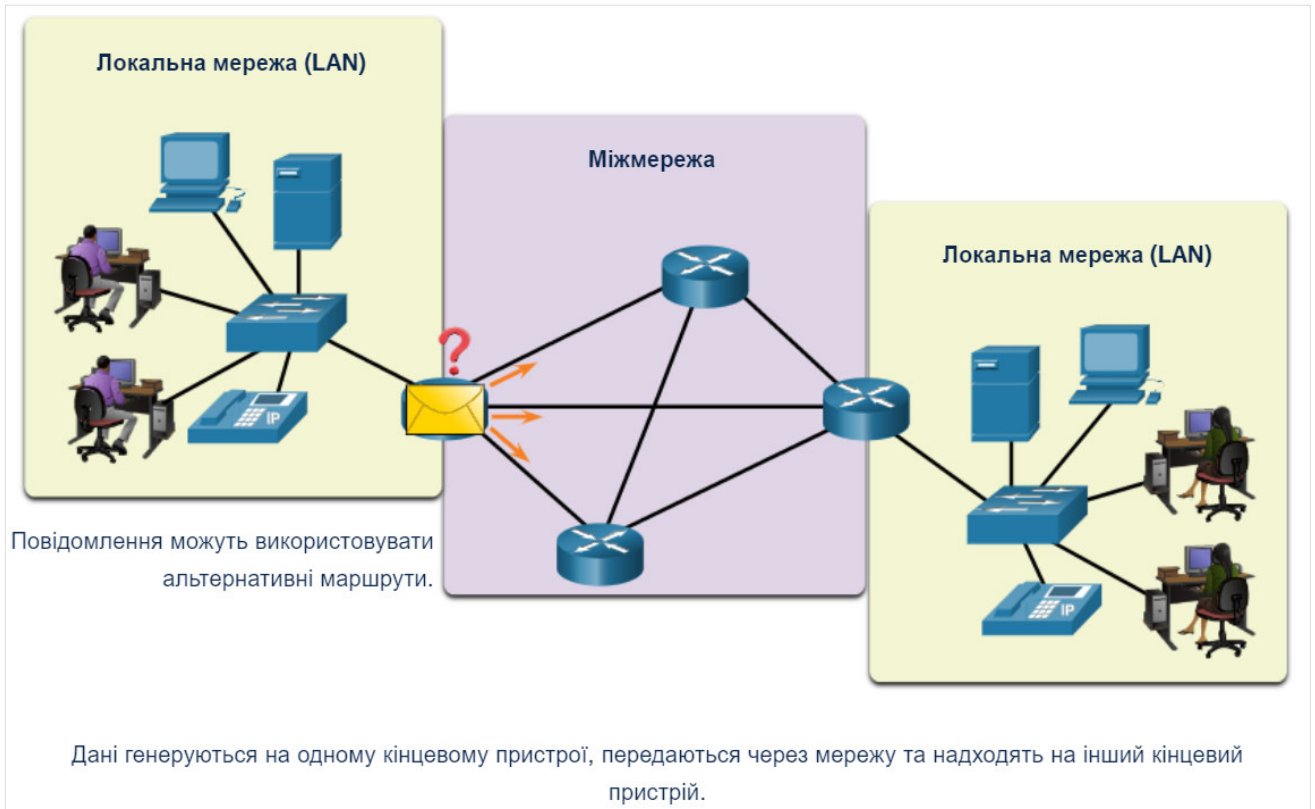 Локальна мережа (LAN)
Міжмережа
Локальна мережа (LAN)
?
IP
IP
Повідомлення можуть використовувати
альтернативні маршрути.
Дані генеруються на одному кінцевому пристрої, передаються через мережу та надходять на інший кінцевий
пристрій.